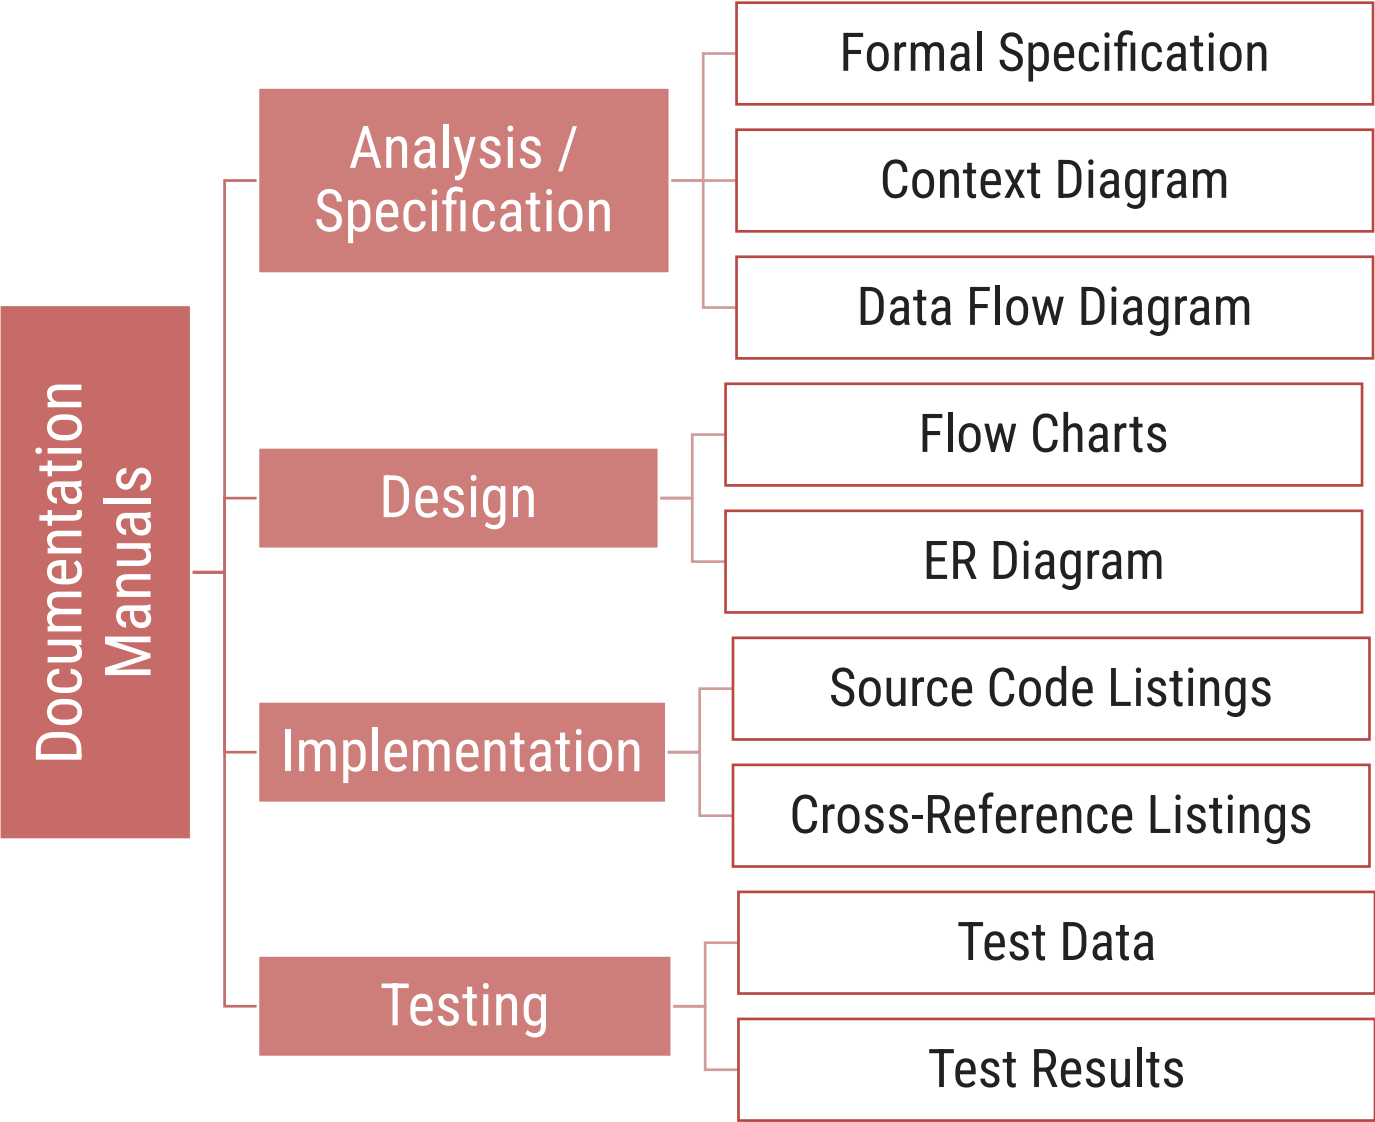 Documentation
Manuals
Analysis /
Specification
Formal Specification
Context Diagram
Data Flow Diagram
Design
Flow Charts
ER Diagram
Implementation
Source Code Listings
Cross-Reference Listings
Testing
Test Data
Test Results